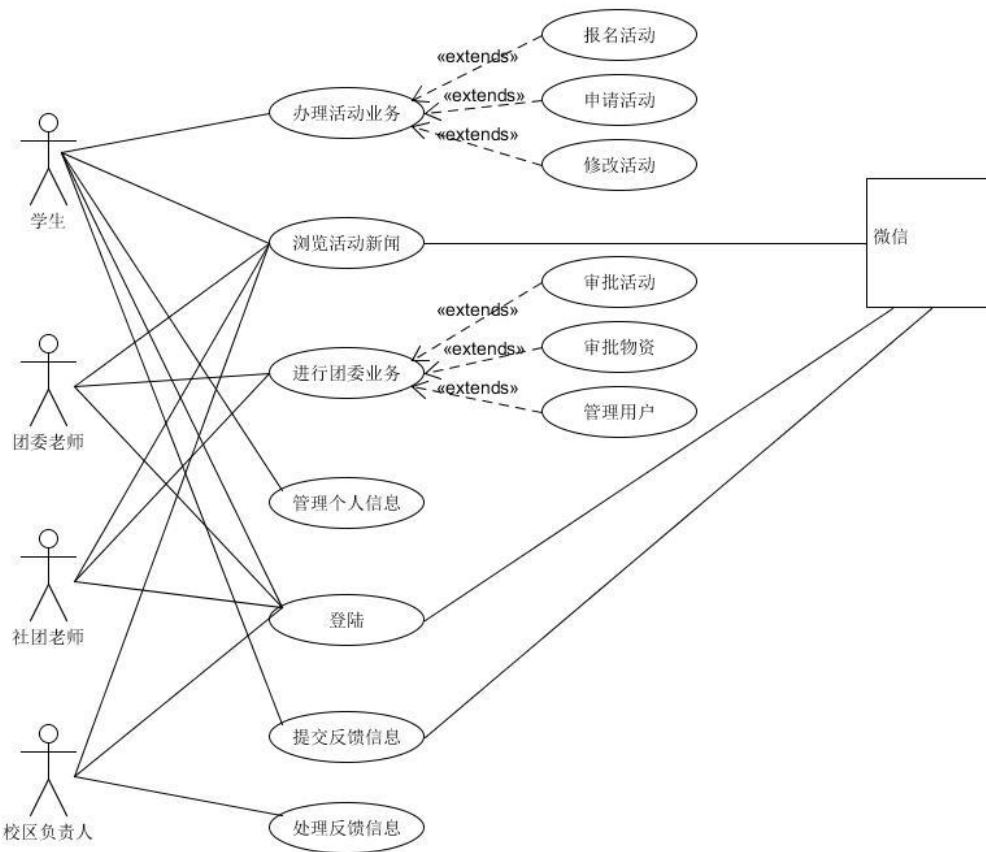 报名活动
«extends»
«extends»
申请活动
办理活动业务
«extends»
修改活动
学生
浏览活动新闻
微信
审批活动
«extends»
«extends»
审批物资
进行团委业务
«extends»
管理用户
团委老师
管理个人信息
登陆
社团老师
提交反馈信息
处理反馈信息
校区负责人